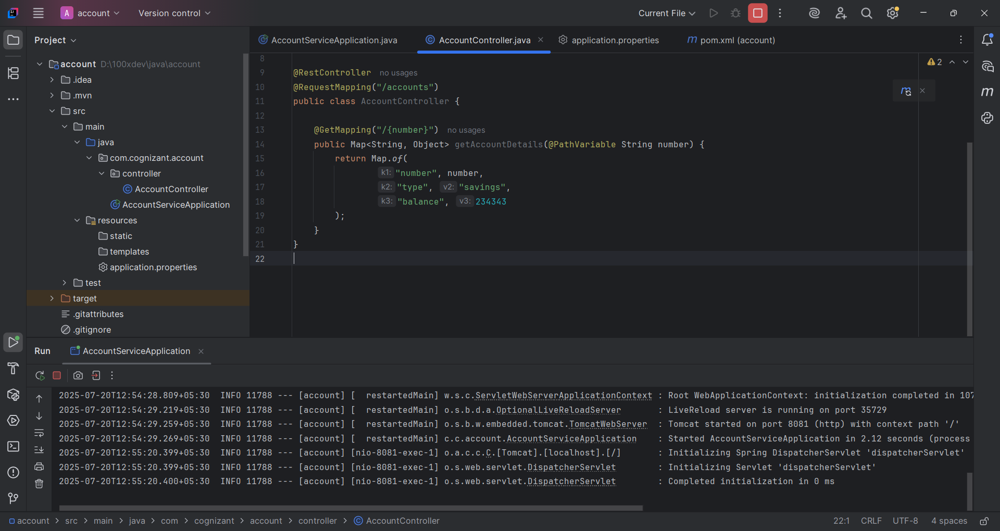 A account
Version control
Current File
Project
AccountServiceApplication.java
AccountController.java
application.properties
m pom.xml (account)
account D:\100xdev\java\account
.idea
.mvn
src
main
java
com.cognizant.account
controller
AccountController
AccountServiceApplication
resources
static
templates
application.properties
test
target
.gitattributes
.gitignore
2
8
9 @RestController no usages
10 @RequestMapping("/accounts")
11 public class AccountController {
12
13 @GetMapping("/{number}") no usages
14 public Map<String, Object> getAccountDetails(@PathVariable String number) {
15 return Map.of(
16 k1: "number", number,
17 k2: "type", v2: "savings",
18 k3: "balance", v3: 234343
19 );
20 }
21 }
22
Run
AccountServiceApplication
2025-07-20T12:54:28.809+05:30 INFO 11788 --- [account] [ restartedMain] w.s.c.ServletWebServerApplicationContext : Root WebApplicationContext: initialization completed in 107
2025-07-20T12:54:29.219+05:30 INFO 11788 --- [account] [ restartedMain] o.s.b.d.a.OptionalLiveReloadServer : LiveReload server is running on port 35729
2025-07-20T12:54:29.259+05:30 INFO 11788 --- [account] [ restartedMain] o.s.b.w.embedded.tomcat.TomcatWebServer : Tomcat started on port 8081 (http) with context path '/'
2025-07-20T12:54:29.269+05:30 INFO 11788 --- [account] [ restartedMain] c.c.account.AccountServiceApplication : Started AccountServiceApplication in 2.12 seconds (process
2025-07-20T12:55:20.399+05:30 INFO 11788 --- [account] [nio-8081-exec-1] o.a.c.c.C.[Tomcat].[localhost].[/] : Initializing Spring DispatcherServlet 'dispatcherServlet'
2025-07-20T12:55:20.399+05:30 INFO 11788 --- [account] [nio-8081-exec-1] o.s.web.servlet.DispatcherServlet : Initializing Servlet 'dispatcherServlet'
2025-07-20T12:55:20.400+05:30 INFO 11788 --- [account] [nio-8081-exec-1] o.s.web.servlet.DispatcherServlet : Completed initialization in 0 ms
account > src > main > java > com > cognizant > account > controller > AccountController
22:1 CRLF UTF-8 4 spaces